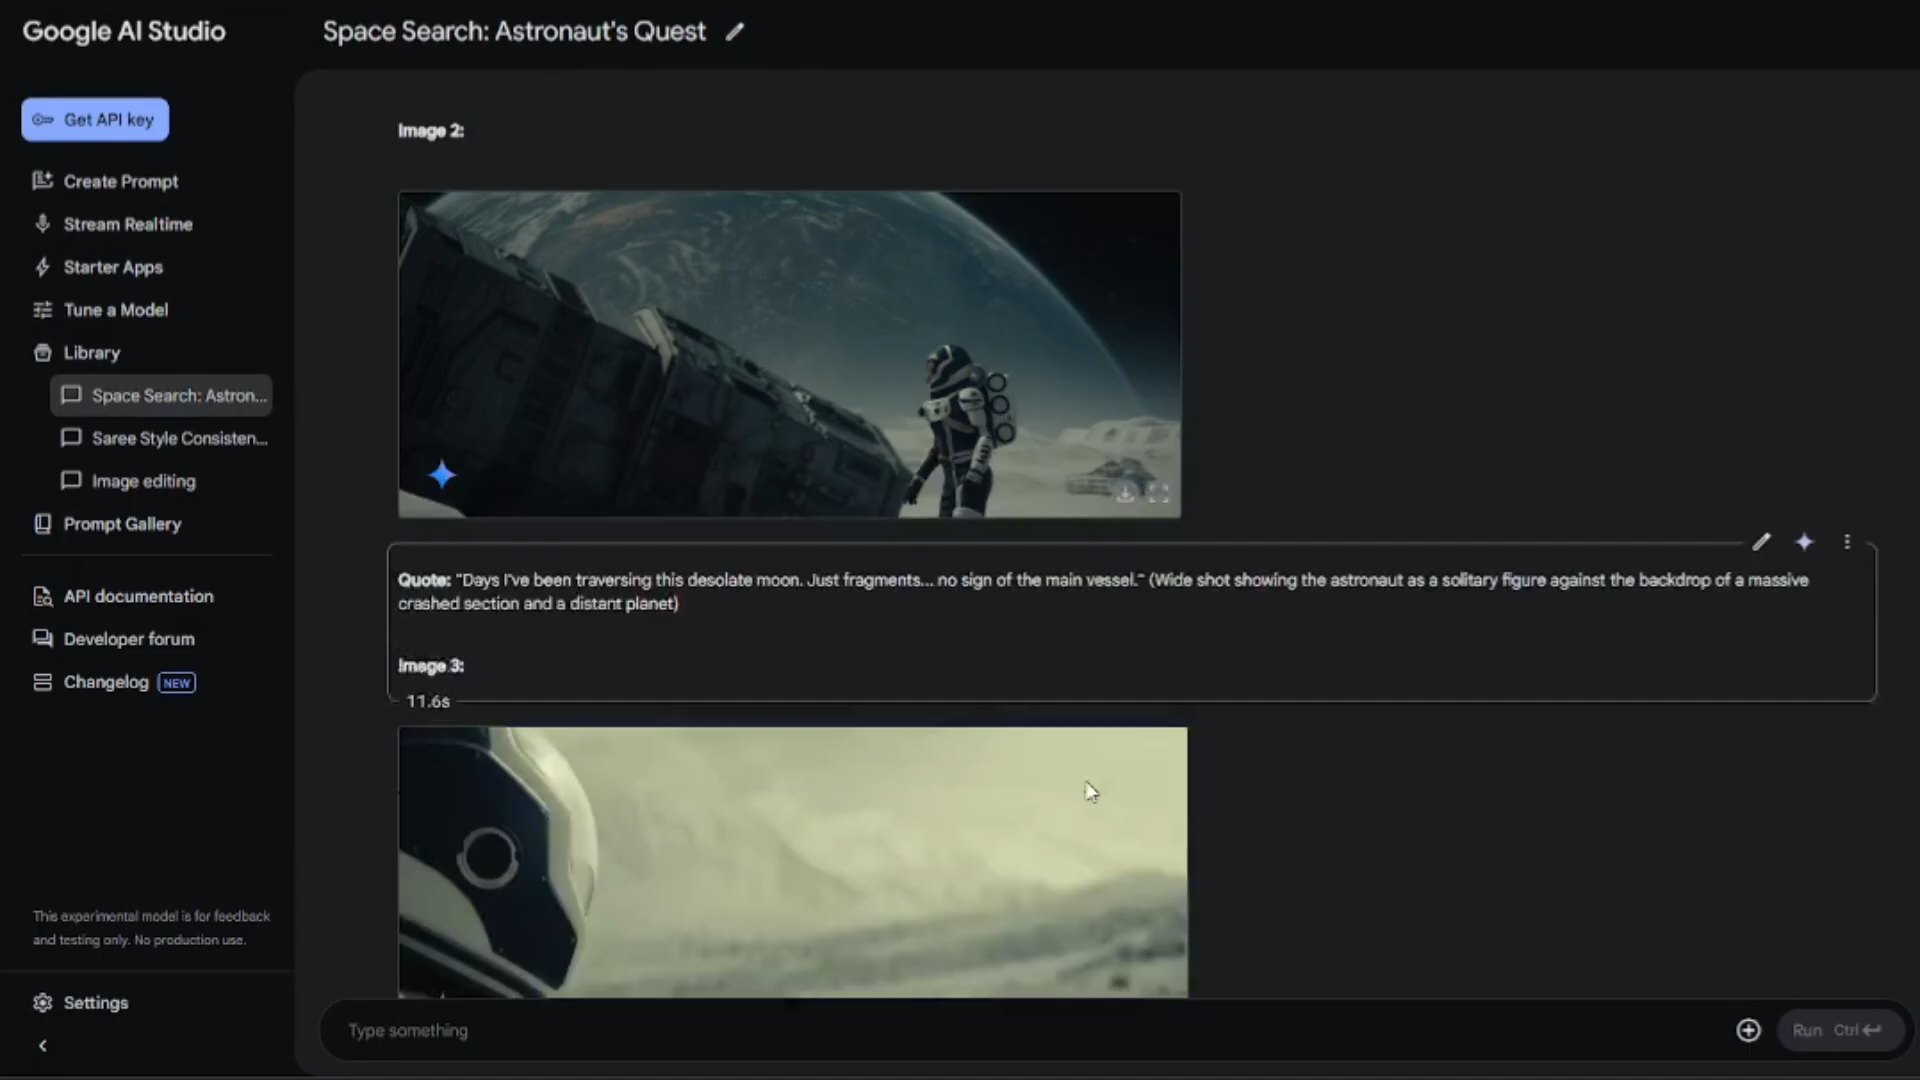 Google AI Studio
Space Search: Astronaut's Quest
Get API key
Create Prompt
Stream Realtime
Starter Apps
Tune a Model
Library
Space Search: Astron...
Saree Style Consisten...
Image editing
Prompt Gallery
API documentation
Developer forum
Changelog NEW
This experimental model is for feedback
and testing only. No production use.
Settings
Image 2:
Quote: "Days I've been traversing this desolate moon. Just fragments... no sign of the main vessel." (Wide shot showing the astronaut as a solitary figure against the backdrop of a massive
crashed section and a distant planet)
Image 3:
11.6s
Type something
Run Ctrl